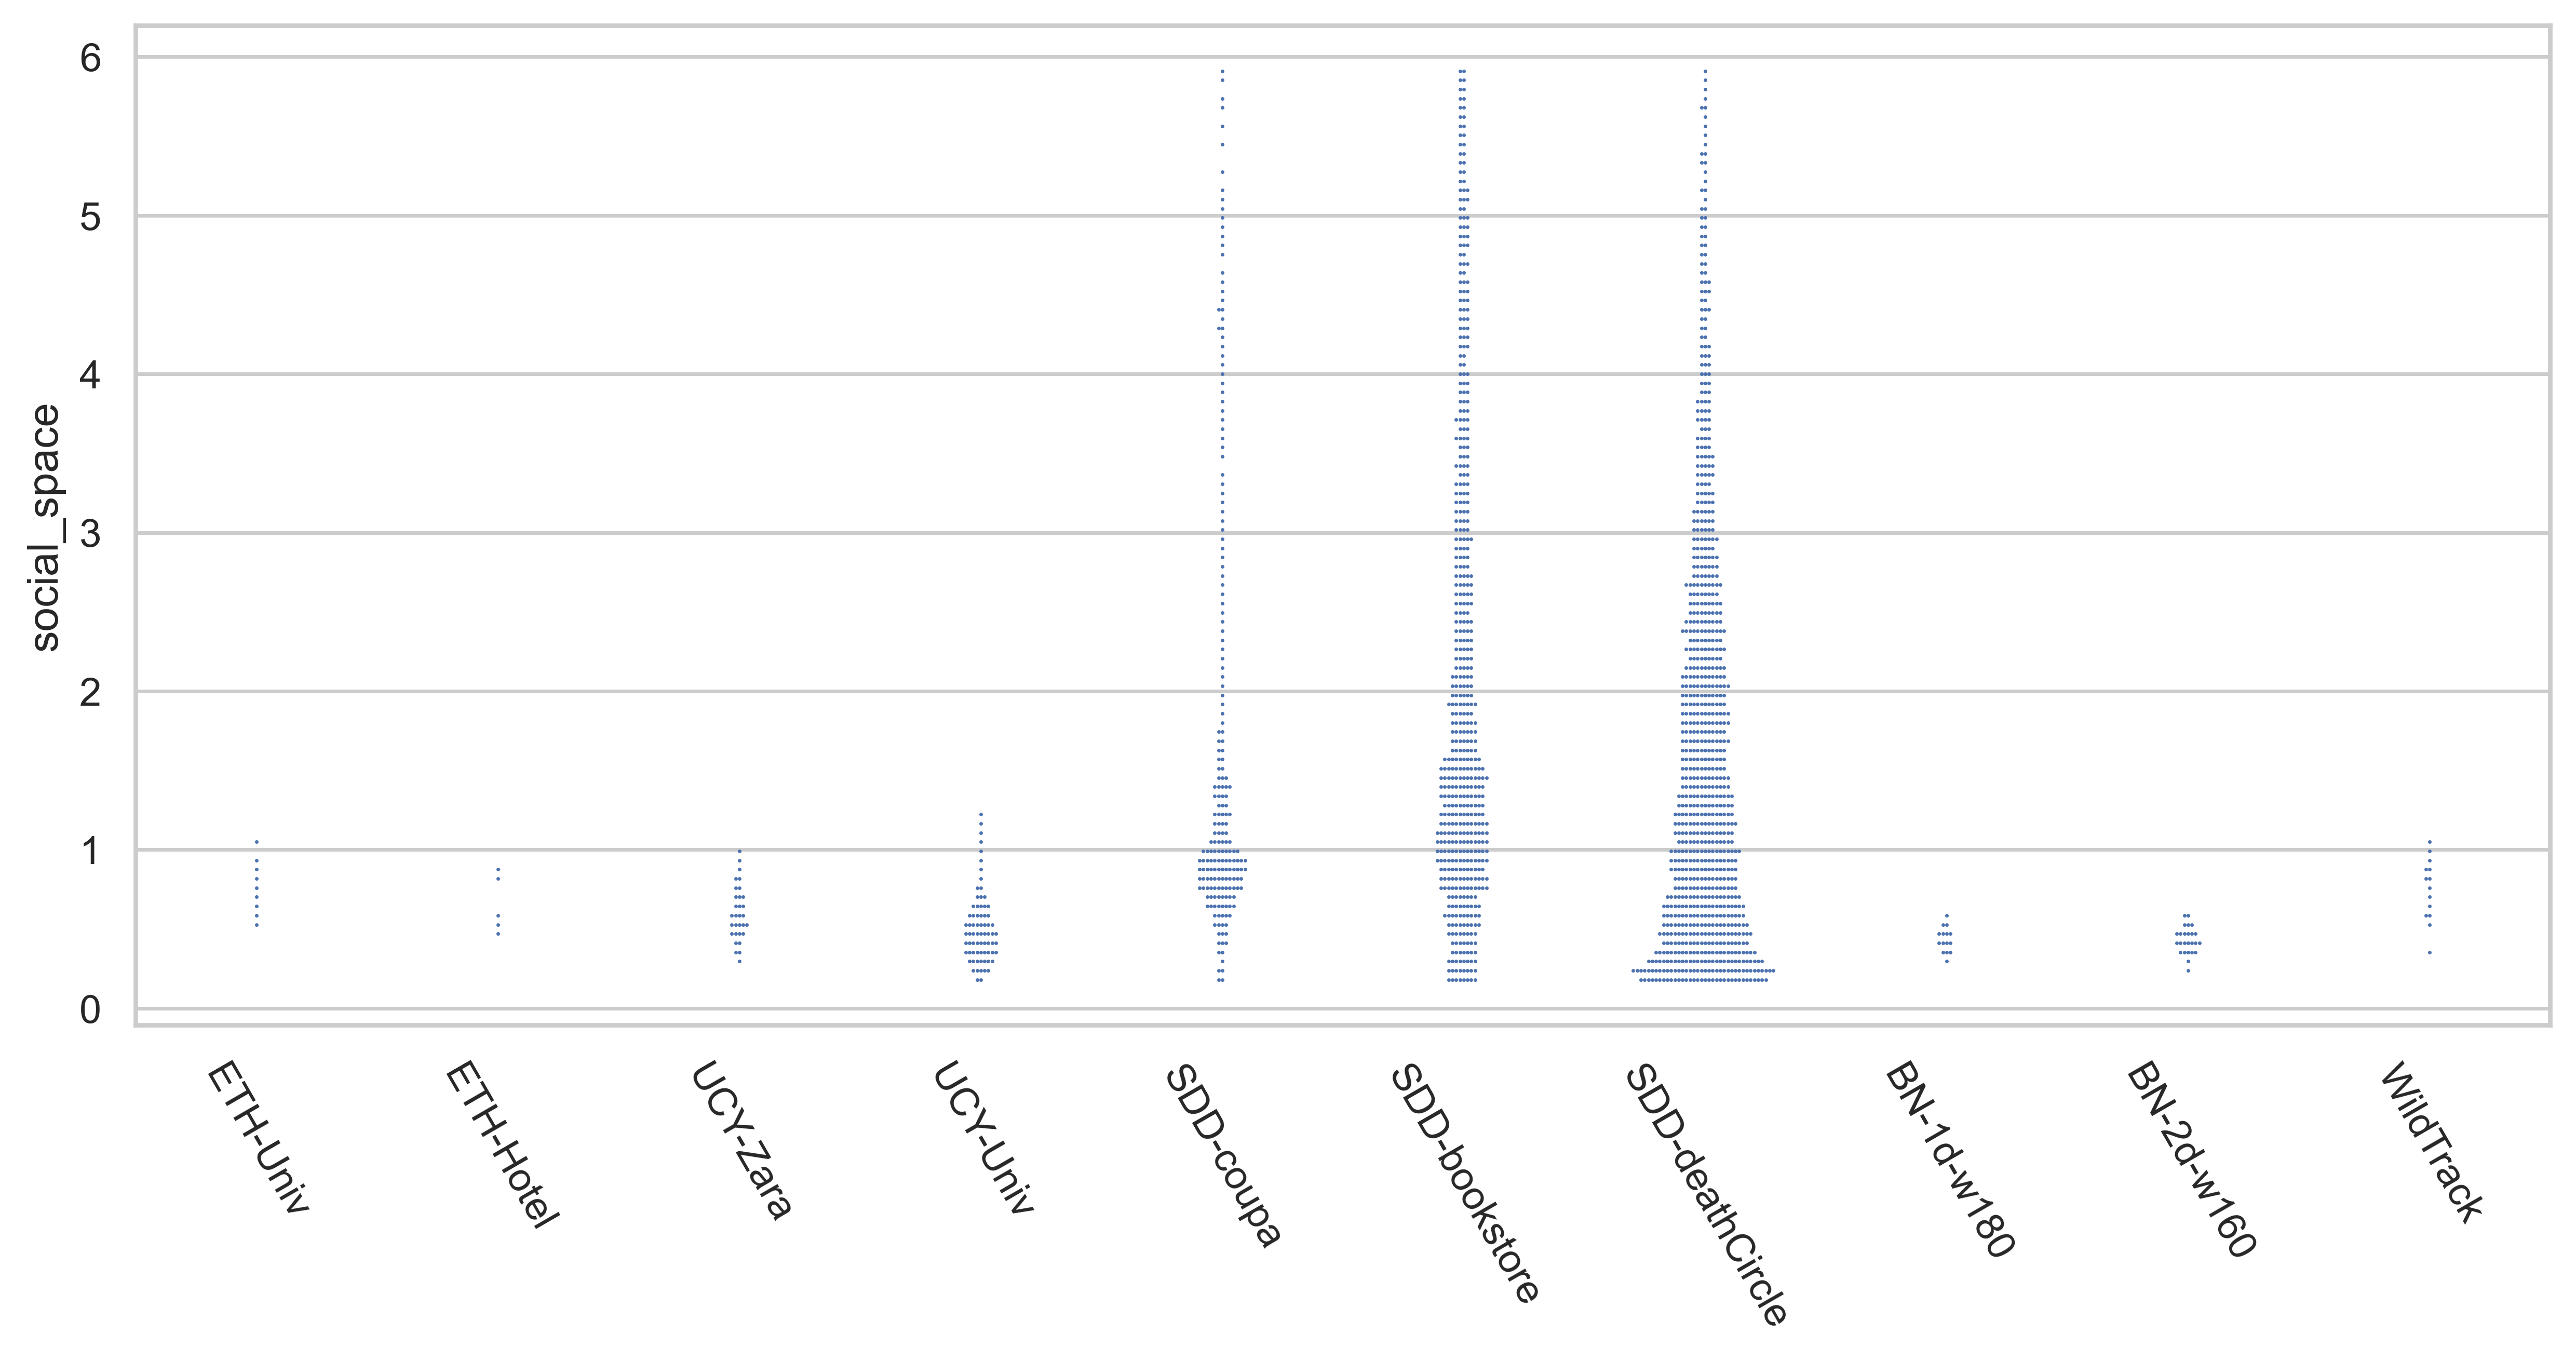 social_space
6
5
4
3
2
1
0
ETH-Univ
ETH-Hotel
UCY-Zara
UCY-Univ
SDD-coupa
SDD-bookstore
SDD-deathCircle
BN-1d-w180
BN-2d-w160
WildTrack